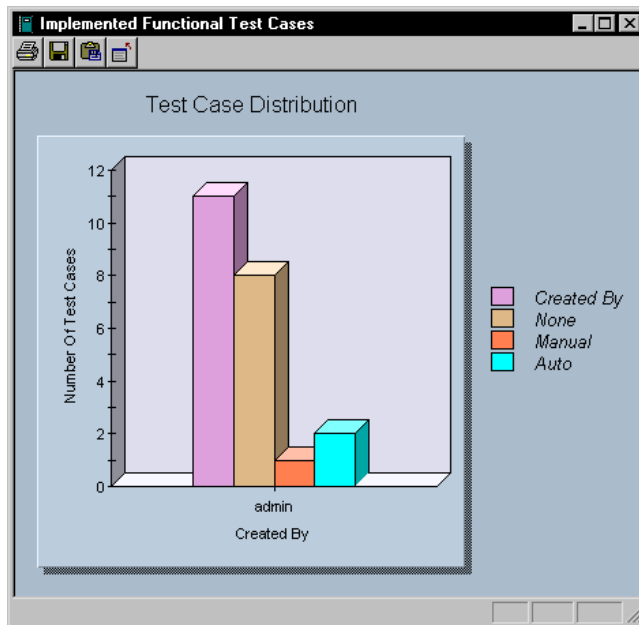 Implemented Functional Test Cases
Test Case Distribution
Number Of Test Cases
12
10
8
6
4
2
0
admin
Created By
Created By
None
Manual
Auto